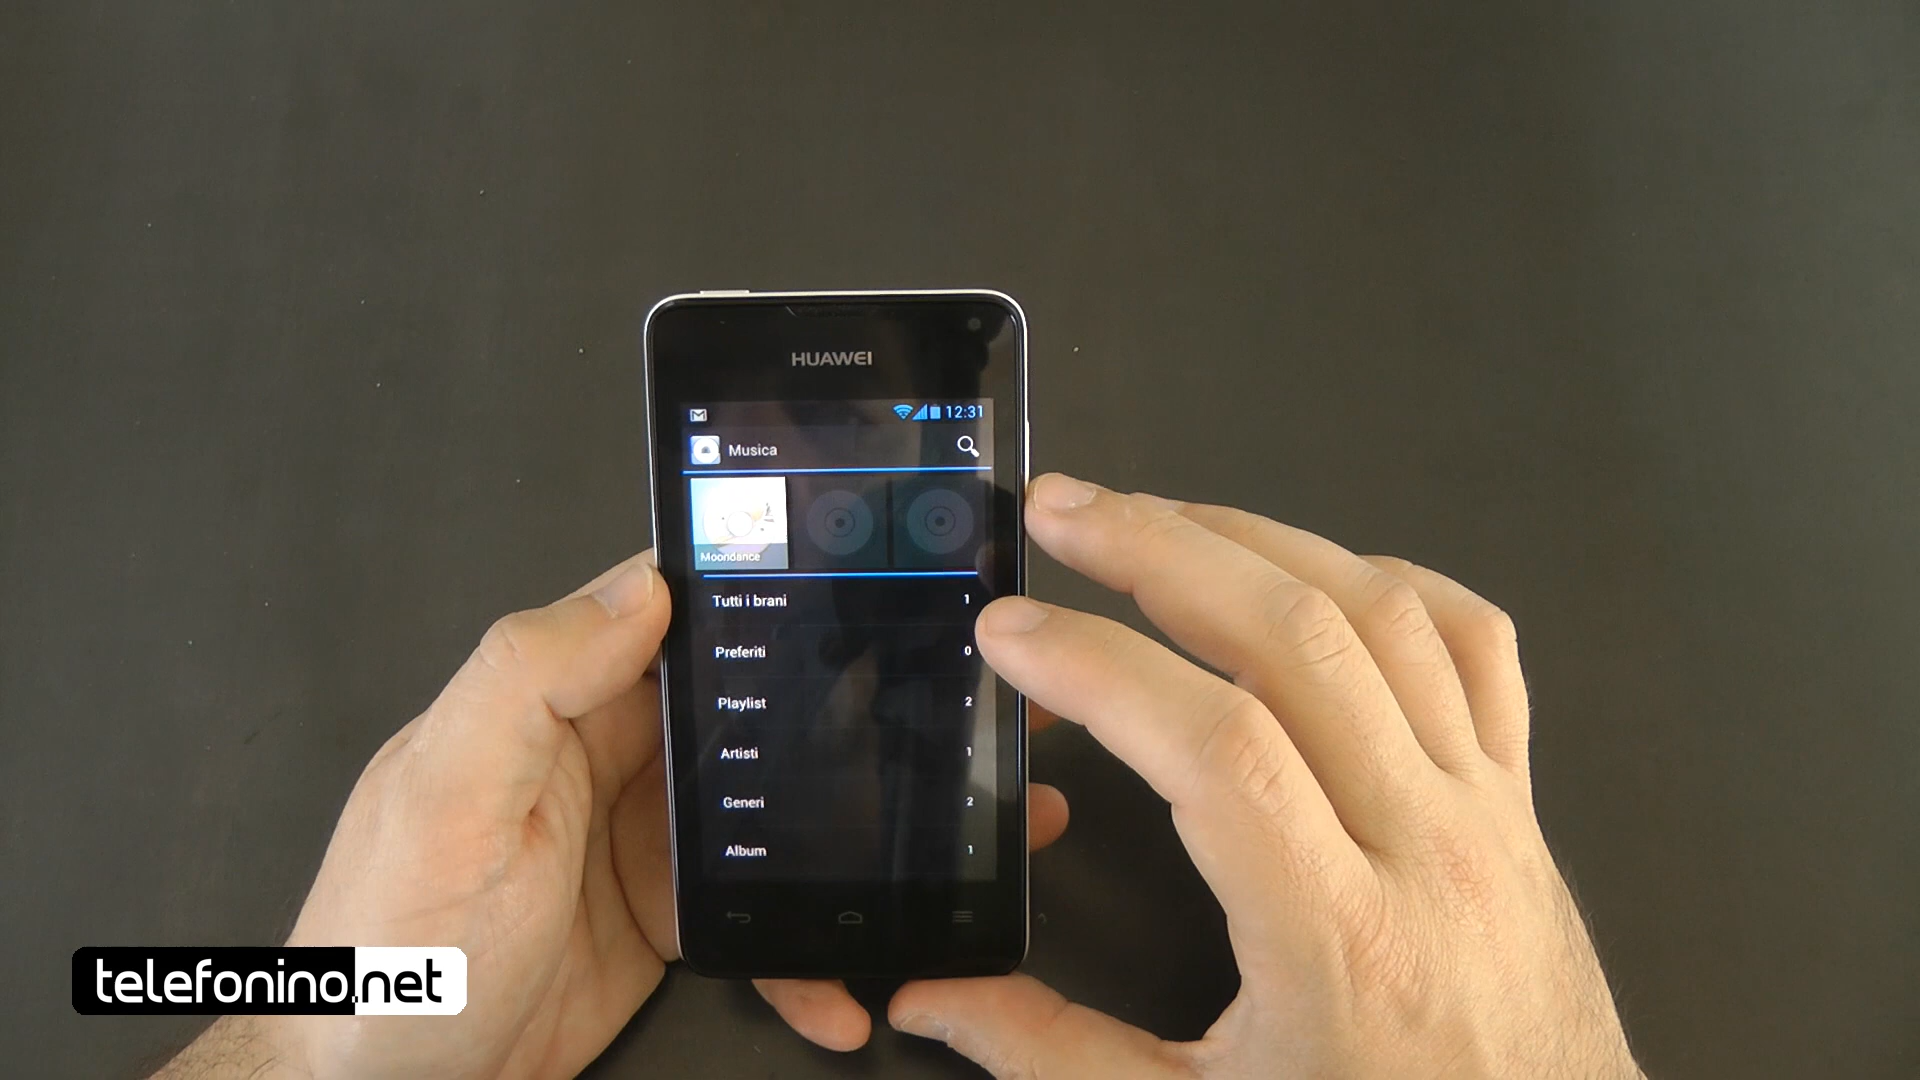 HUAWEI
12:31
Musica
Moondance
Tutti i brani 1
Preferiti 0
Playlist 2
Artisti 1
Generi 2
Album 1
telefonino.net